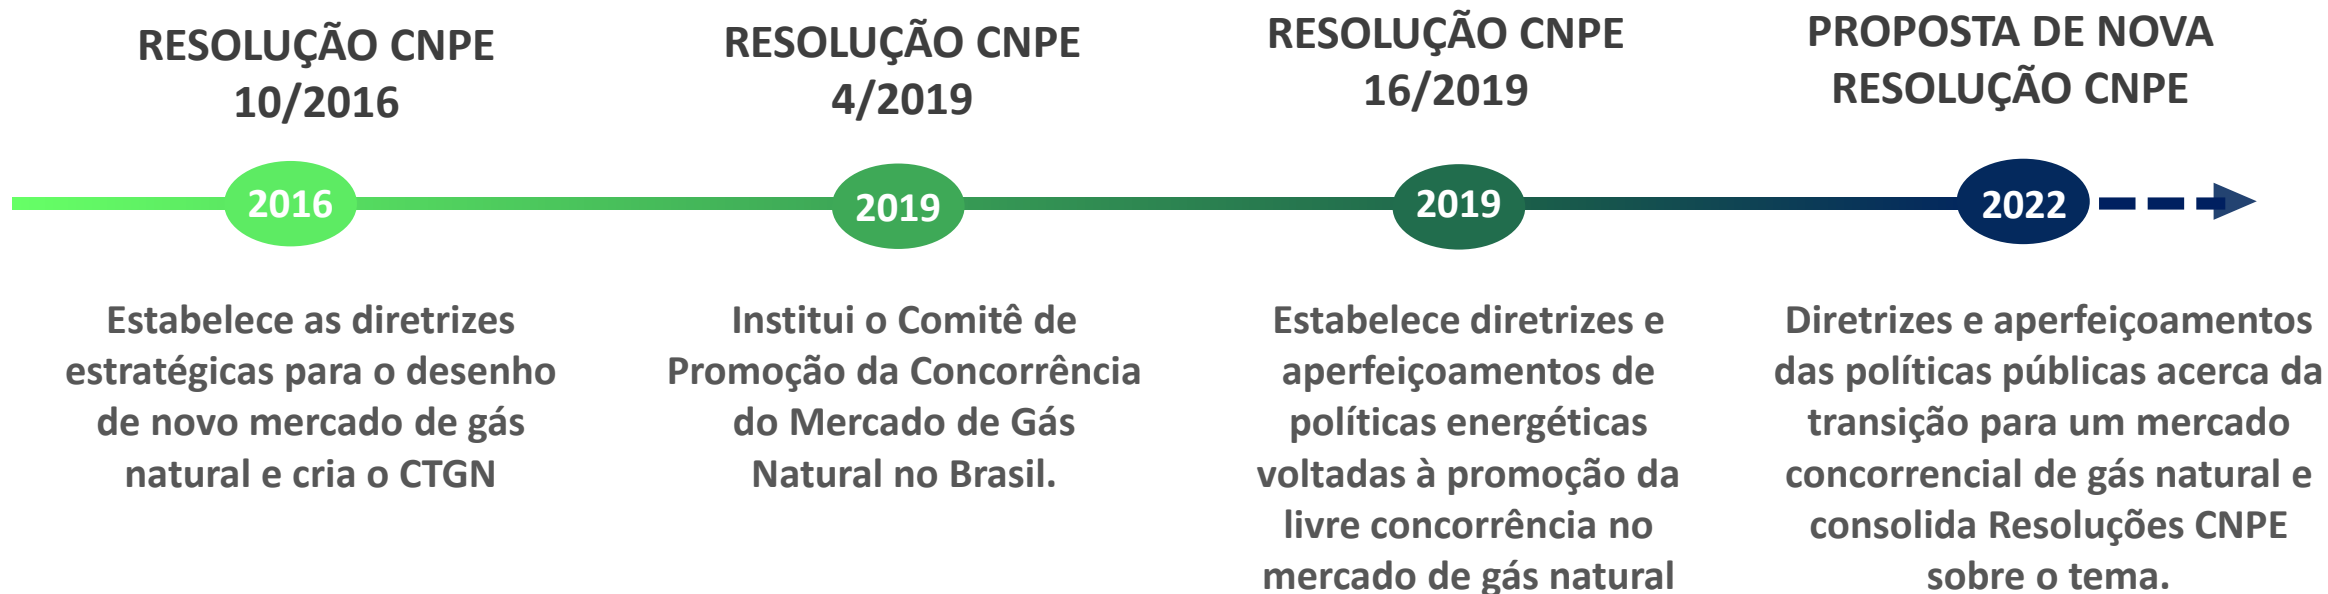 RESOLUÇÃO CNPE
10/2016
RESOLUÇÃO CNPE
4/2019
RESOLUÇÃO CNPE
16/2019
PROPOSTA DE NOVA
RESOLUÇÃO CNPE
2016
2019
2019
2022
Estabelece as diretrizes
estratégicas para o desenho
de novo mercado de gás
natural e cria o CTGN
Institui o Comitê de
Promoção da Concorrência
do Mercado de Gás
Natural no Brasil.
Estabelece diretrizes e
aperfeiçoamentos de
políticas energéticas
voltadas à promoção da
livre concorrência no
mercado de gás natural
Diretrizes e aperfeiçoamentos
das políticas públicas acerca da
transição para um mercado
concorrencial de gás natural e
consolida Resoluções CNPE
sobre o tema.